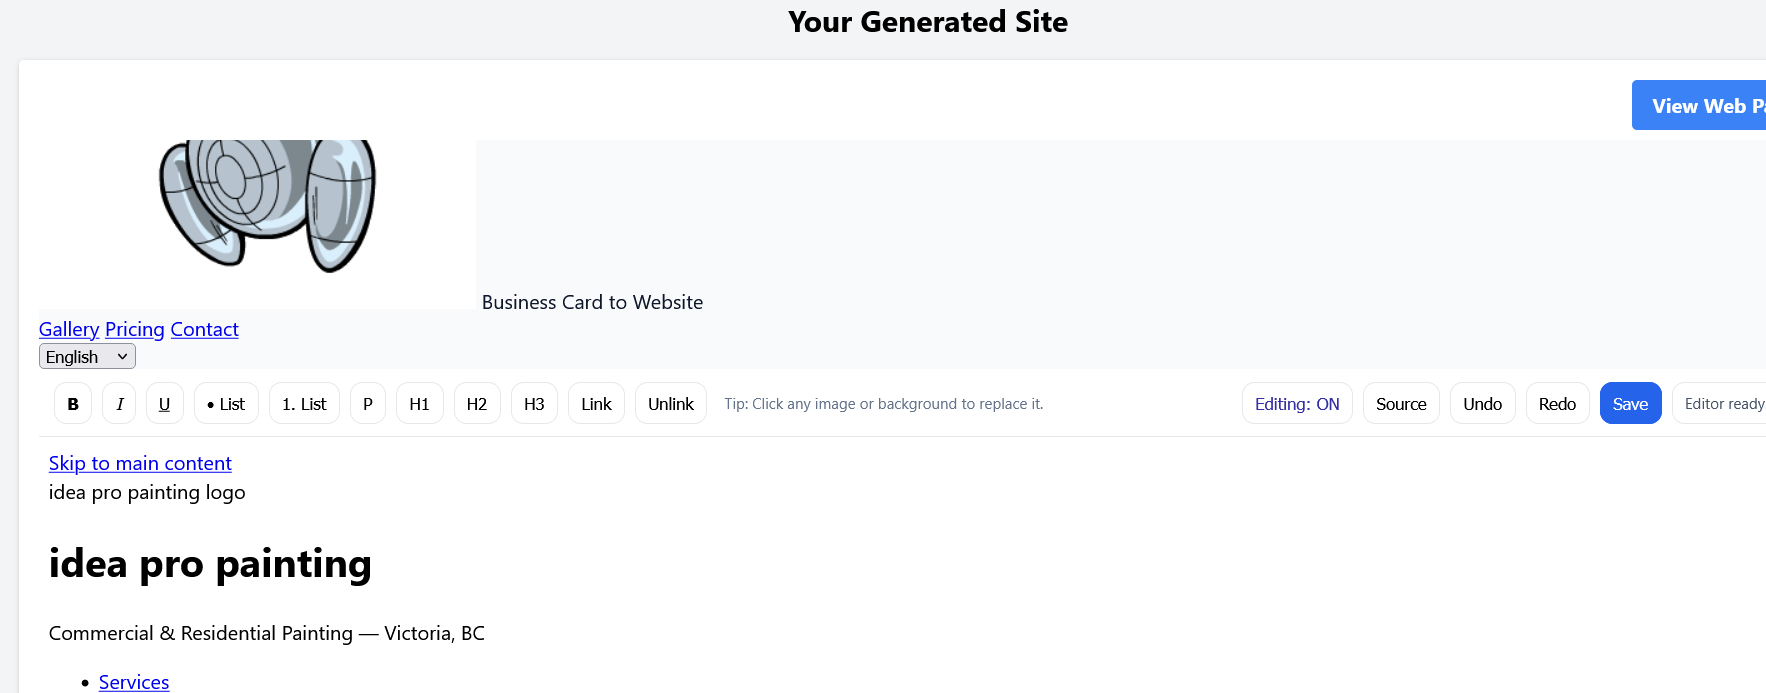 Your Generated Site
View Web P
Business Card to Website
Gallery Pricing Contact
English
B I U • List 1. List P H1 H2 H3 Link Unlink Tip: Click any image or background to replace it. Editing: ON Source Undo Redo Save Editor ready
Skip to main content
idea pro painting logo
idea pro painting
Commercial & Residential Painting — Victoria, BC
• Services